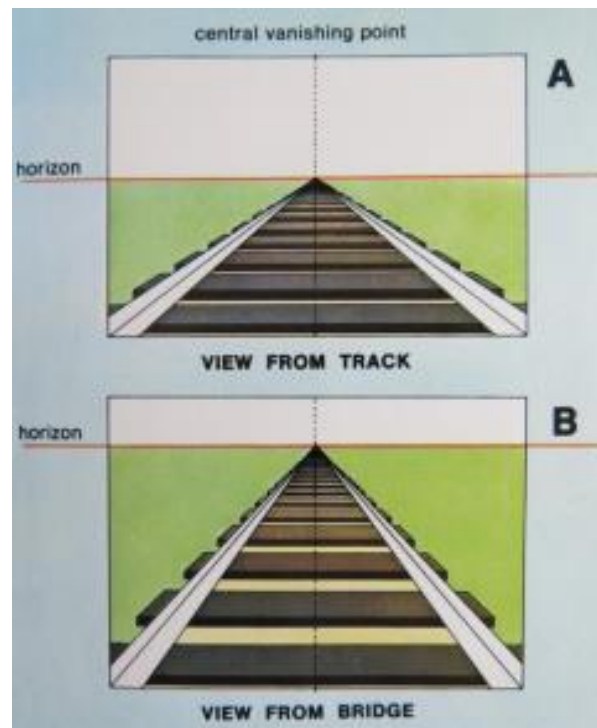 central vanishing point
A
horizon
VIEW FROM TRACK
B
horizon
VIEW FROM BRIDGE